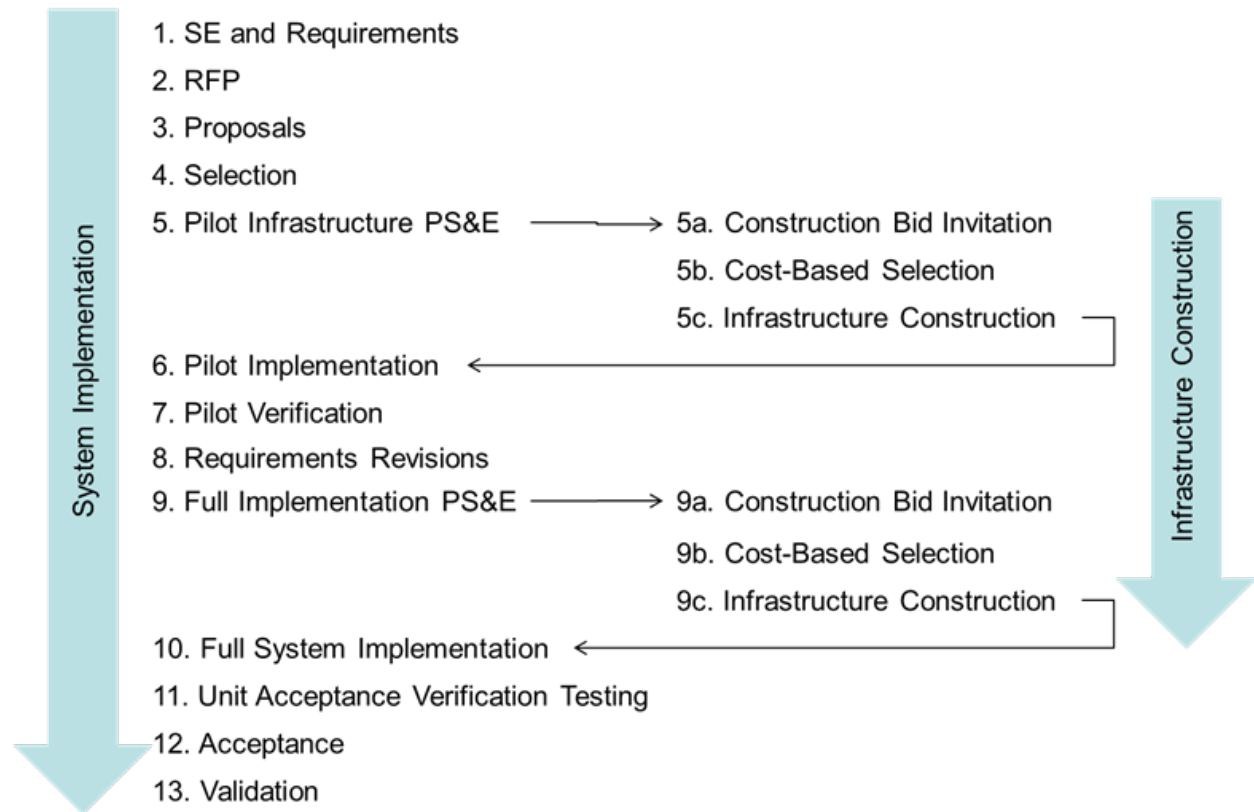 System Implementation
1. SE and Requirements
2. RFP
3. Proposals
4. Selection
5. Pilot Infrastructure PS&E
5a. Construction Bid Invitation
5b. Cost-Based Selection
5c. Infrastructure Construction
6. Pilot Implementation
7. Pilot Verification
8. Requirements Revisions
9. Full Implementation PS&E
9a. Construction Bid Invitation
9b. Cost-Based Selection
9c. Infrastructure Construction
10. Full System Implementation
11. Unit Acceptance Verification Testing
12. Acceptance
13. Validation
Infrastructure Construction